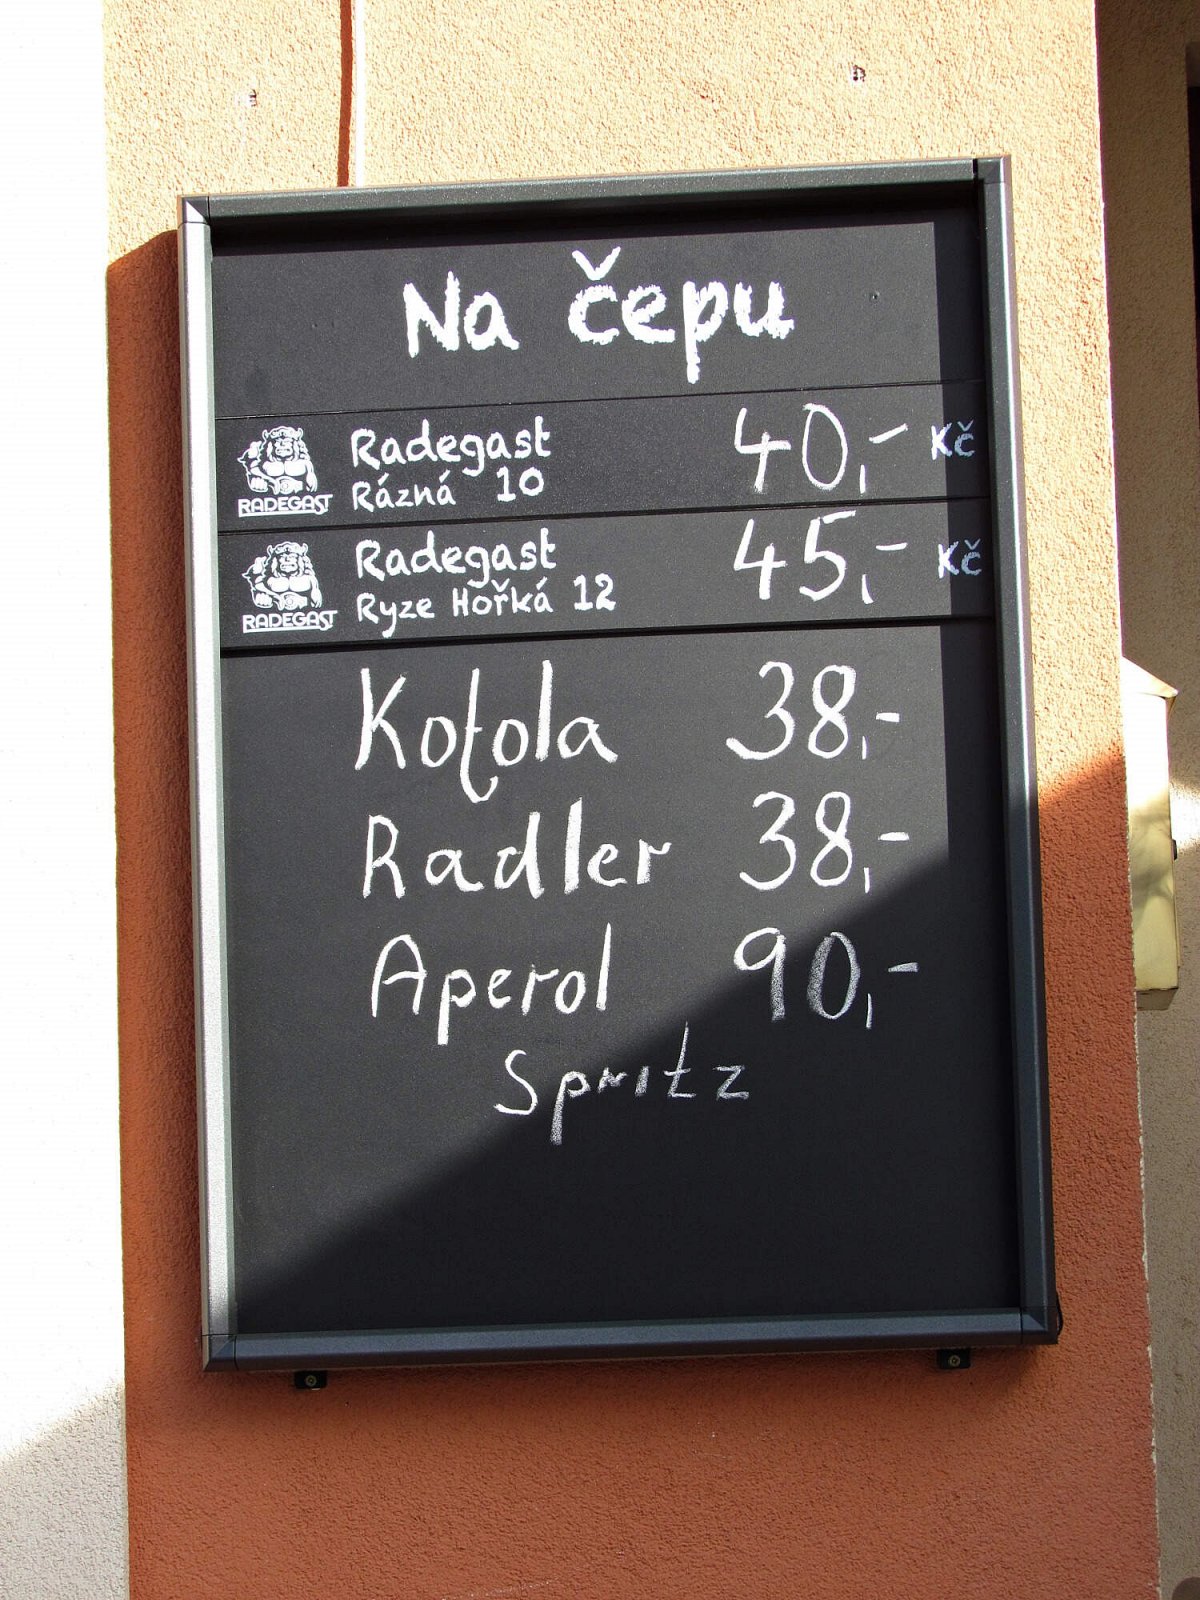 Na čepu
RADEGAST
Radegast
Rázná 10
40,- Kč
RADEGAST
Radegast
Ryze Hořká 12
45,- Kč
Kofola 38,-
Radler 38,-
Aperol 90,-
Spritz